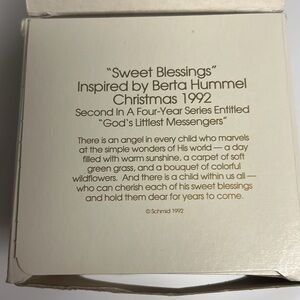 "Sweet Blessings"
Inspired by Berta Hummel
Christmas 1992
Second In A Four-Year Series Entitled
"God's Littlest Messengers"
There is an angel in every child who marvels
at the simple wonders of His world — a day
filled with warm sunshine, a carpet of soft
green grass, and a bouquet of colorful
wildflowers. And there is a child within us all —
who can cherish each of his sweet blessings
and hold them dear for years to come.
© Schmid 1992